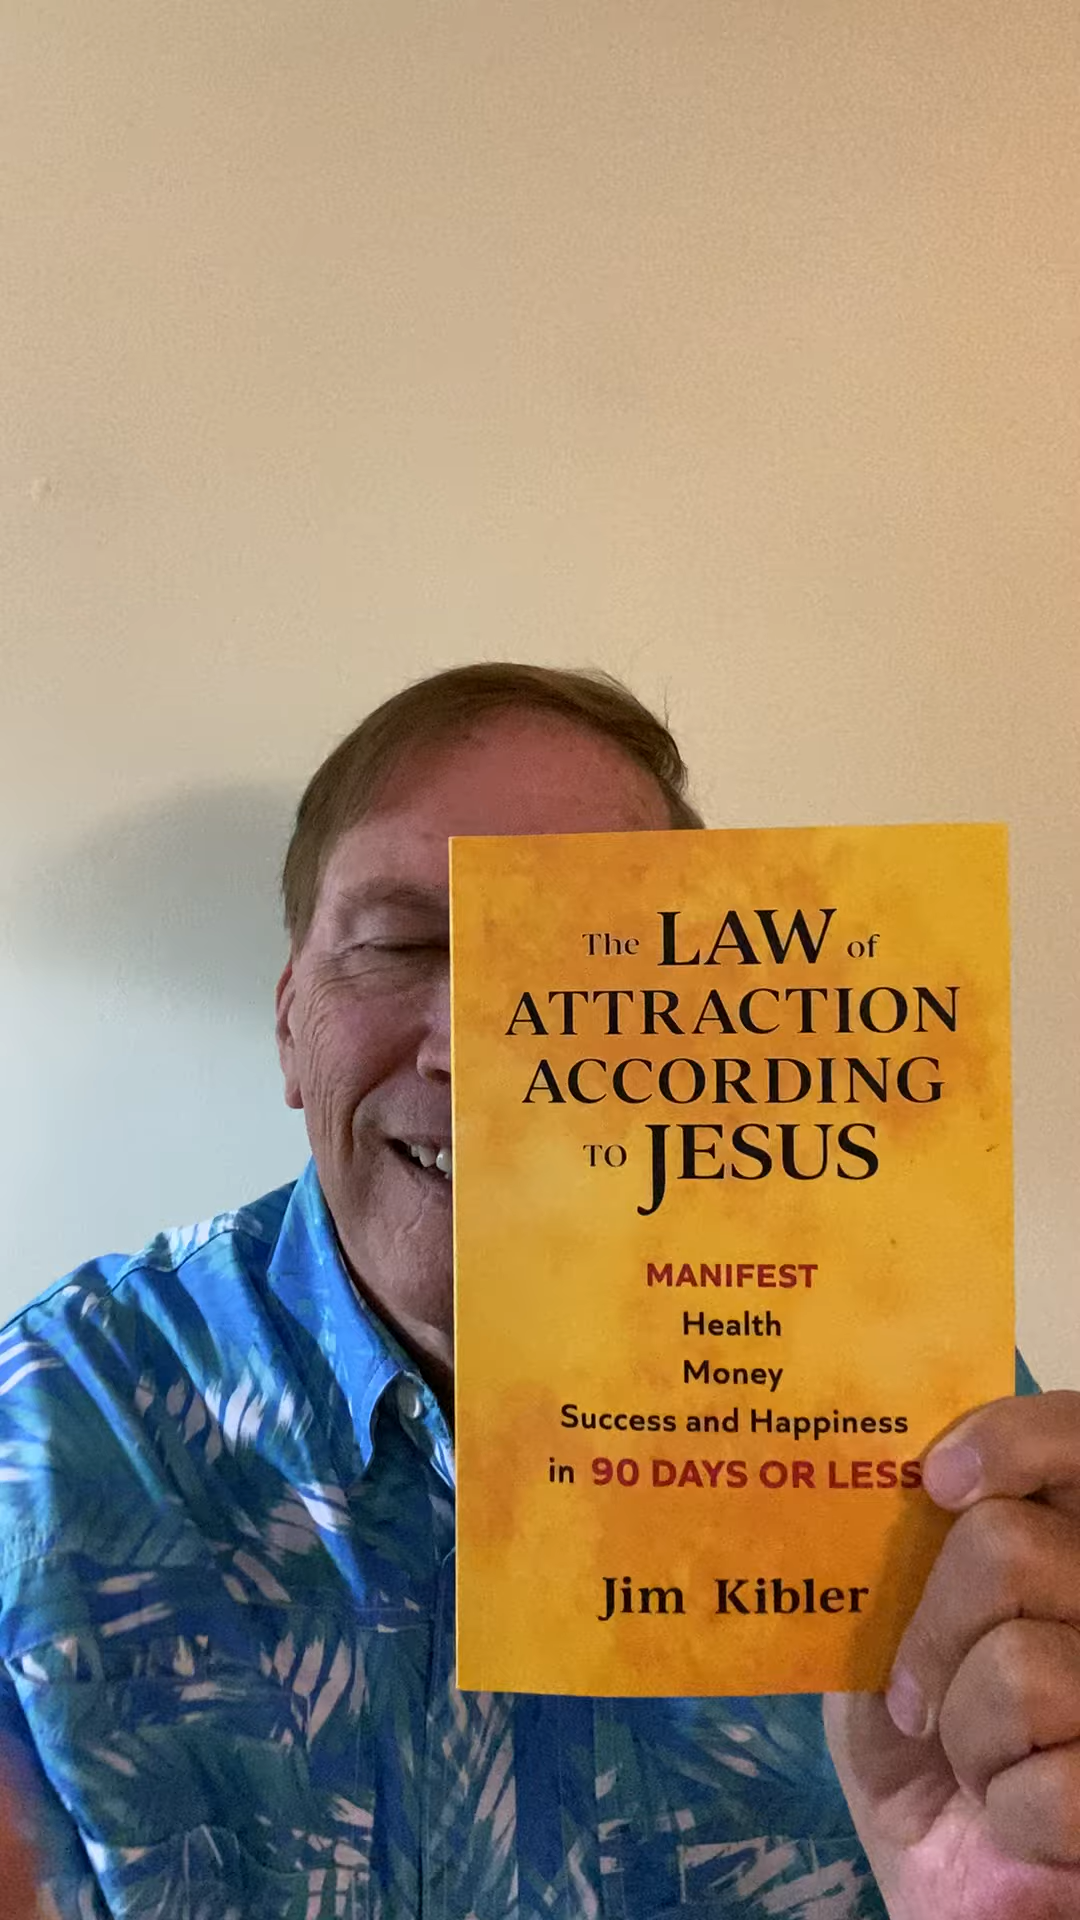 The LAW of
ATTRACTION
ACCORDING
TO JESUS
MANIFEST
Health
Money
Success and Happiness
in 90 DAYS OR LESS
Jim Kibler